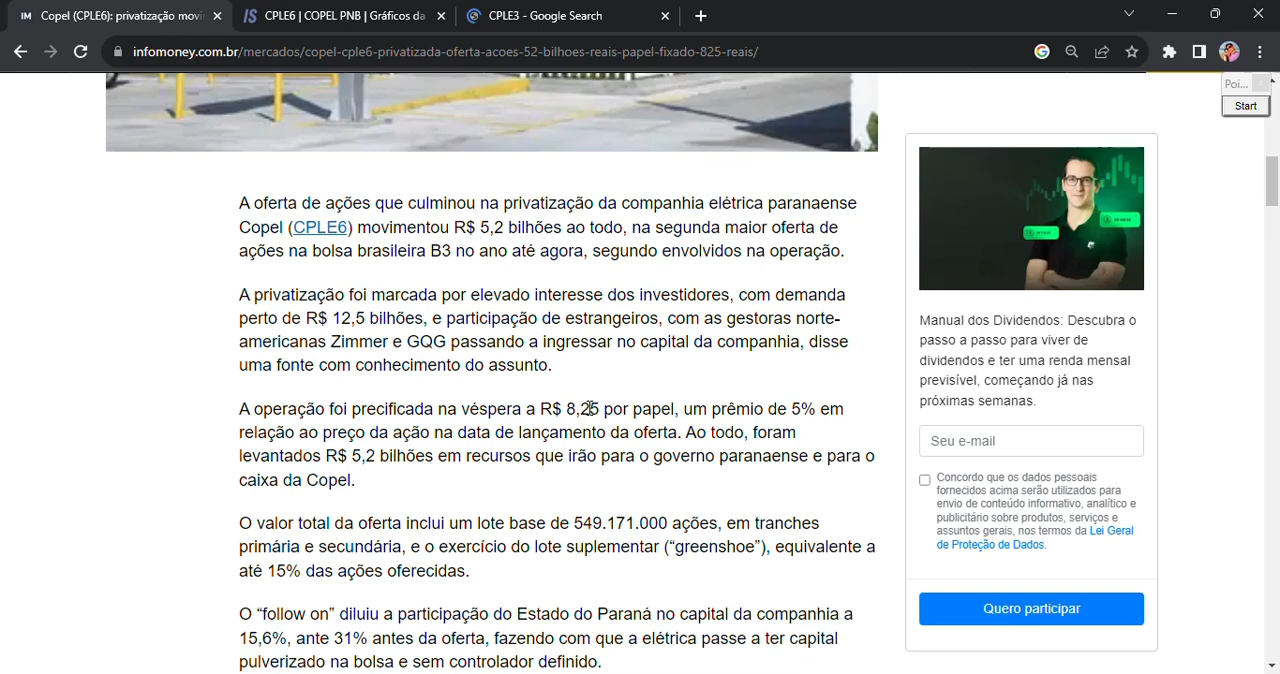 Copel (CPLE6): privatização movi
CPLE6 | COPEL PNB | Gráficos da
CPLE3 - Google Search
infomoney.com.br/mercados/copel-cple6-privatizada-oferta-acoes-52-bilhoes-reais-papel-fixado-825-reais/
Poi...
Start
A oferta de ações que culminou na privatização da companhia elétrica paranaense
Copel (CPLE6) movimentou R$ 5,2 bilhões ao todo, na segunda maior oferta de
ações na bolsa brasileira B3 no ano até agora, segundo envolvidos na operação.
A privatização foi marcada por elevado interesse dos investidores, com demanda
perto de R$ 12,5 bilhões, e participação de estrangeiros, com as gestoras norte-
americanas Zimmer e GQG passando a ingressar no capital da companhia, disse
uma fonte com conhecimento do assunto.
A operação foi precificada na véspera a R$ 8,25 por papel, um prêmio de 5% em
relação ao preço da ação na data de lançamento da oferta. Ao todo, foram
levantados R$ 5,2 bilhões em recursos que irão para o governo paranaense e para o
caixa da Copel.
O valor total da oferta inclui um lote base de 549.171.000 ações, em tranches
primária e secundária, e o exercício do lote suplementar (“greenshoe”), equivalente a
até 15% das ações oferecidas.
O “follow on” diluiu a participação do Estado do Paraná no capital da companhia a
15,6%, ante 31% antes da oferta, fazendo com que a elétrica passe a ter capital
pulverizado na bolsa e sem controlador definido.
Manual dos Dividendos: Descubra o
passo a passo para viver de
dividendos e ter uma renda mensal
previsível, começando já nas
próximas semanas.
Seu e-mail
Concordo que os dados pessoais
fornecidos acima serão utilizados para
envio de conteúdo informativo, analítico e
publicitário sobre produtos, serviços e
assuntos gerais, nos termos da Lei Geral
de Proteção de Dados.
Quero participar